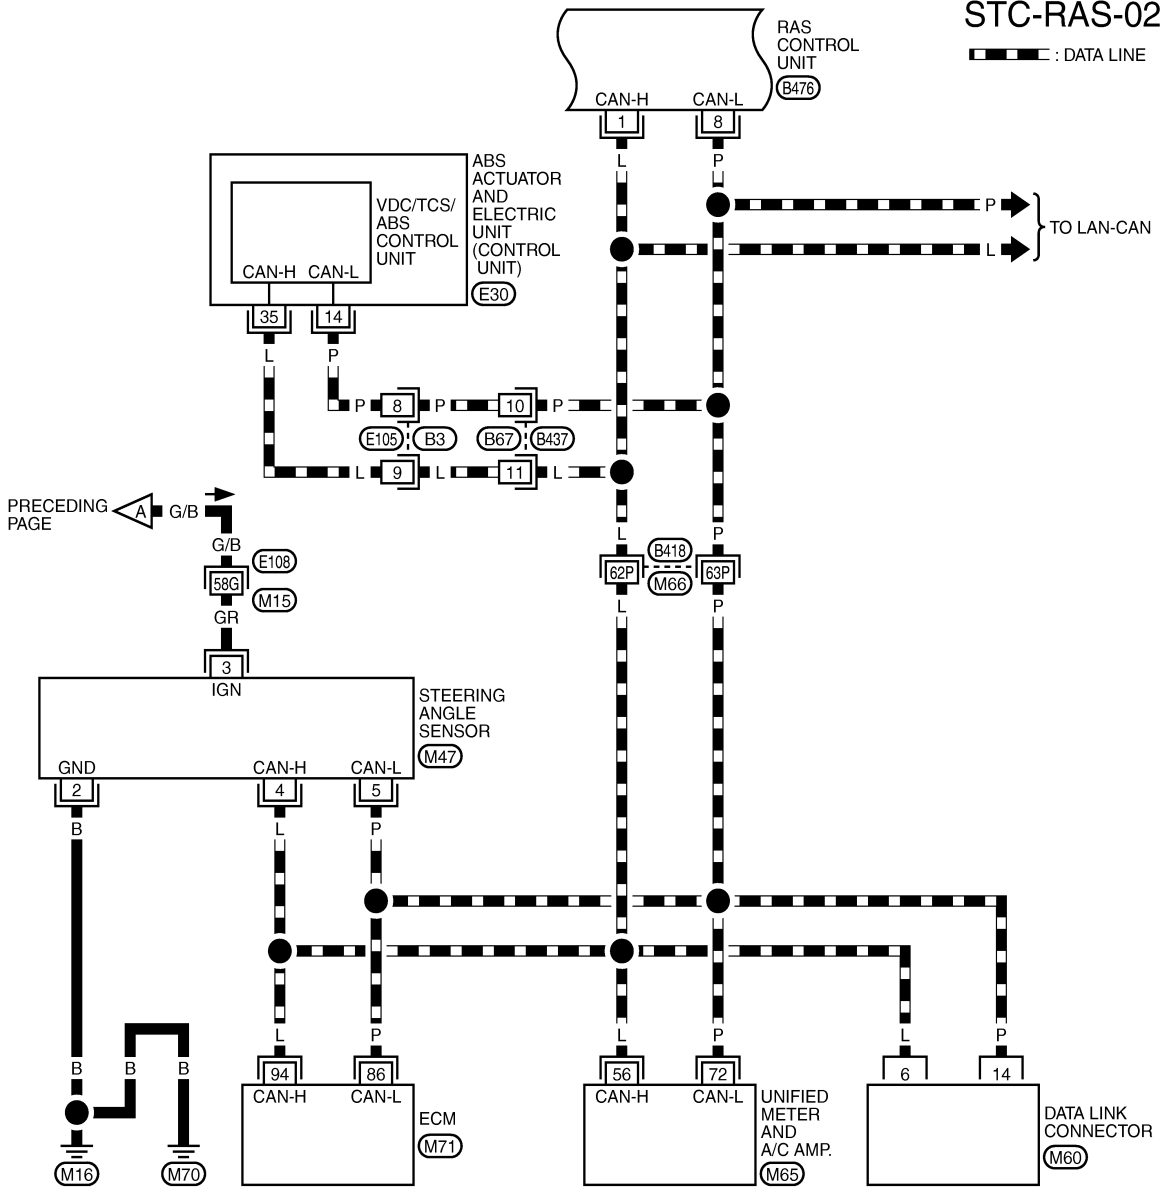 STC-RAS-02
: DATA LINE
RAS
CONTROL
UNIT
B476
CAN-H
CAN-L
1
8
L
P
P
L
TO LAN-CAN
ABS
ACTUATOR
AND
ELECTRIC
UNIT
(CONTROL
UNIT)
E30
VDC/TCS/
ABS
CONTROL
UNIT
CAN-H
CAN-L
35
14
L
P
P
8
P
10
P
E105
B3
B67
B437
L
9
L
11
L
PRECEDING
PAGE
A
G/B
G/B
E108
58G
M15
GR
3
IGN
L
P
B418
62P
63P
M66
L
P
STEERING
ANGLE
SENSOR
M47
GND
CAN-H
CAN-L
2
4
5
B
L
P
L
P
L
P
L
P
B
B
B
94
86
56
72
6
14
CAN-H
CAN-L
ECM
M71
CAN-H
CAN-L
UNIFIED
METER
AND
A/C AMP.
M65
DATA LINK
CONNECTOR
M60
M16
M70